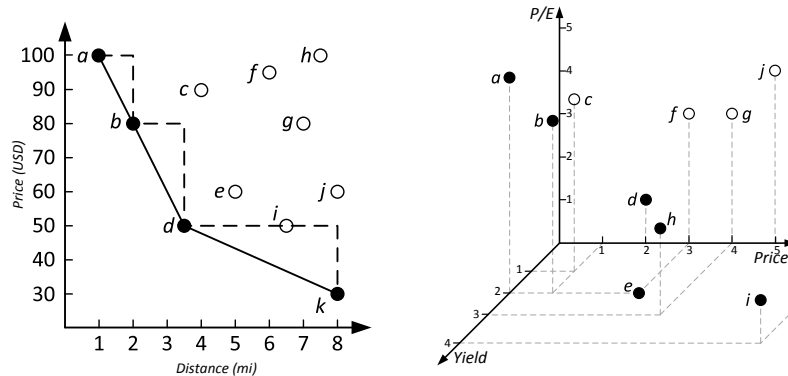 100
90
80
70
60
50
40
30
Price (USD)
a
b
c
d
e
f
g
h
i
j
k
1 2 3 4 5 6 7 8
Distance (mi)
P/E
5
4
3
2
1
a
b
c
d
h
e
f
g
j
i
1 2 3 4 5
Price
1
2
3
4
Yield